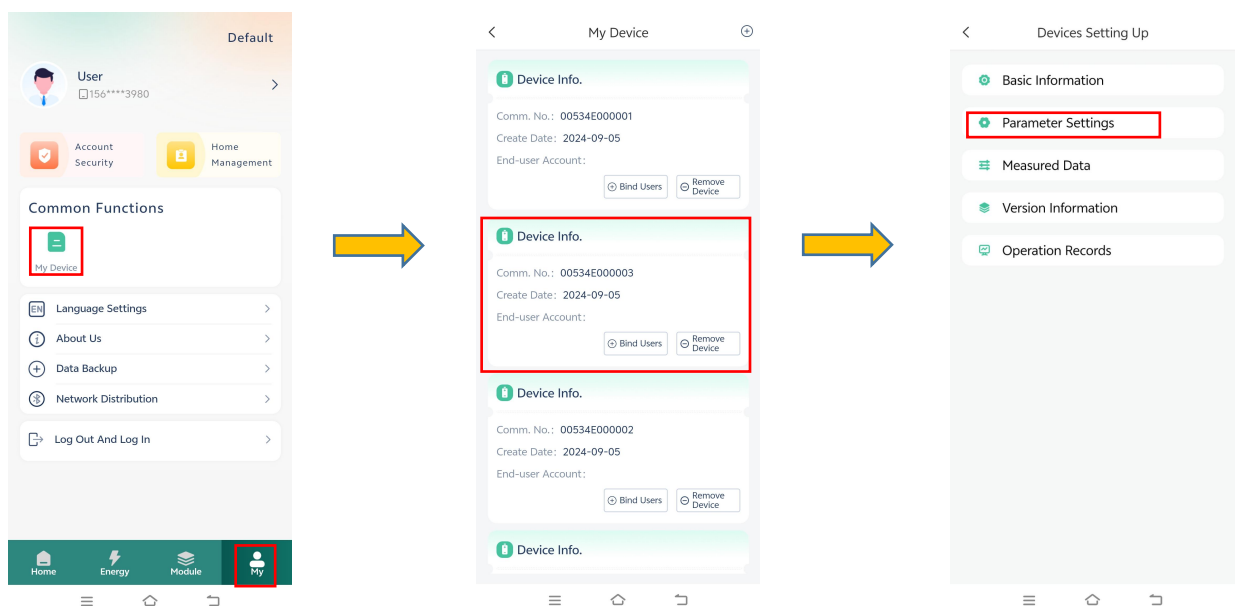 Default
User
156****3980
Account
Security
Home
Management
Common Functions
My Device
EN
Language Settings
About Us
Data Backup
Network Distribution
Log Out And Log In
Home
Energy
Module
My
My Device
Device Info.
Comm. No.: 00534E000001
Create Date: 2024-09-05
End-user Account:
Bind Users
Remove
Device
Device Info.
Comm. No.: 00534E000003
Create Date: 2024-09-05
End-user Account:
Bind Users
Remove
Device
Device Info.
Comm. No.: 00534E000002
Create Date: 2024-09-05
End-user Account:
Bind Users
Remove
Device
Device Info.
Devices Setting Up
Basic Information
Parameter Settings
Measured Data
Version Information
Operation Records